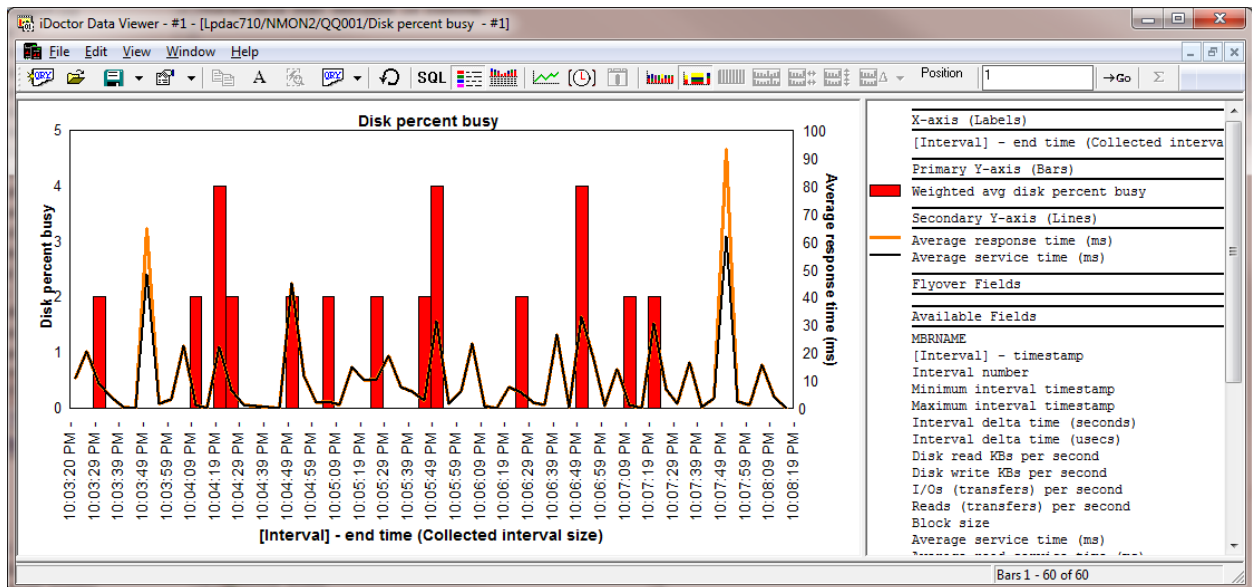 iDoctor Data Viewer - #1 - [Lpdac710/NMON2/QQ001/Disk percent busy - #1]
File Edit View Window Help
QRY A QRY SQL Position 1 →Go Σ
Disk percent busy
5
4
3
2
1
0
Disk percent busy
100
90
80
70
60
50
40
30
20
10
0
Average response time (ms)
10:03:20 PM -
10:03:29 PM -
10:03:39 PM -
10:03:49 PM -
10:03:59 PM -
10:04:09 PM -
10:04:19 PM -
10:04:29 PM -
10:04:39 PM -
10:04:49 PM -
10:04:59 PM -
10:05:09 PM -
10:05:19 PM -
10:05:29 PM -
10:05:39 PM -
10:05:49 PM -
10:05:59 PM -
10:06:09 PM -
10:06:19 PM -
10:06:29 PM -
10:06:39 PM -
10:06:49 PM -
10:06:59 PM -
10:07:09 PM -
10:07:19 PM -
10:07:29 PM -
10:07:39 PM -
10:07:49 PM -
10:07:59 PM -
10:08:09 PM -
10:08:19 PM -
[Interval] - end time (Collected interval size)
X-axis (Labels)
[Interval] - end time (Collected interva
Primary Y-axis (Bars)
Weighted avg disk percent busy
Secondary Y-axis (Lines)
Average response time (ms)
Average service time (ms)
Flyover Fields
Available Fields
MBRNAME
[Interval] - timestamp
Interval number
Minimum interval timestamp
Maximum interval timestamp
Interval delta time (seconds)
Interval delta time (usecs)
Disk read KBs per second
Disk write KBs per second
I/Os (transfers) per second
Reads (transfers) per second
Block size
Average service time (ms)
Bars 1 - 60 of 60